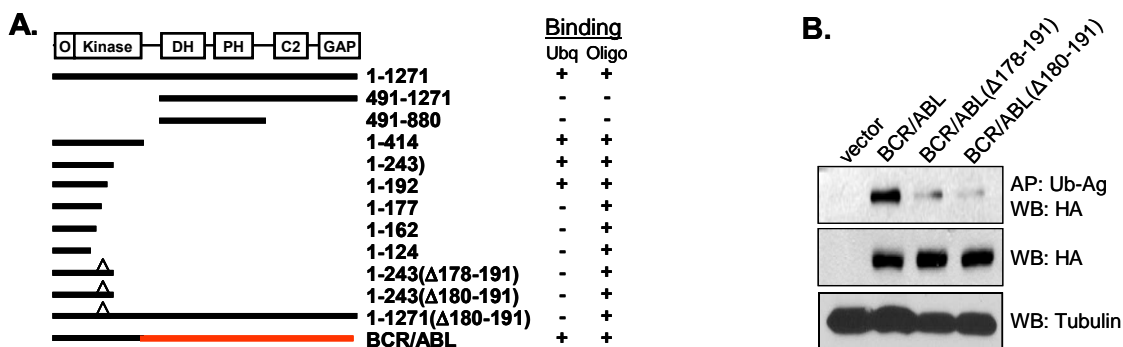 A.
O Kinase DH PH C2 GAP
Binding
Ubq Oligo
1-1271 + +
491-1271 - -
491-880 - -
1-414 + +
1-243) + +
1-192 + +
1-177 - +
1-162 - +
1-124 - +
1-243(Δ178-191) - +
1-243(Δ180-191) - +
1-1271(Δ180-191) - +
BCR/ABL + +
B.
vector
BCR/ABL
BCR/ABL(Δ178-191)
BCR/ABL(Δ180-191)
AP: Ub-Ag
WB: HA
WB: HA
WB: Tubulin